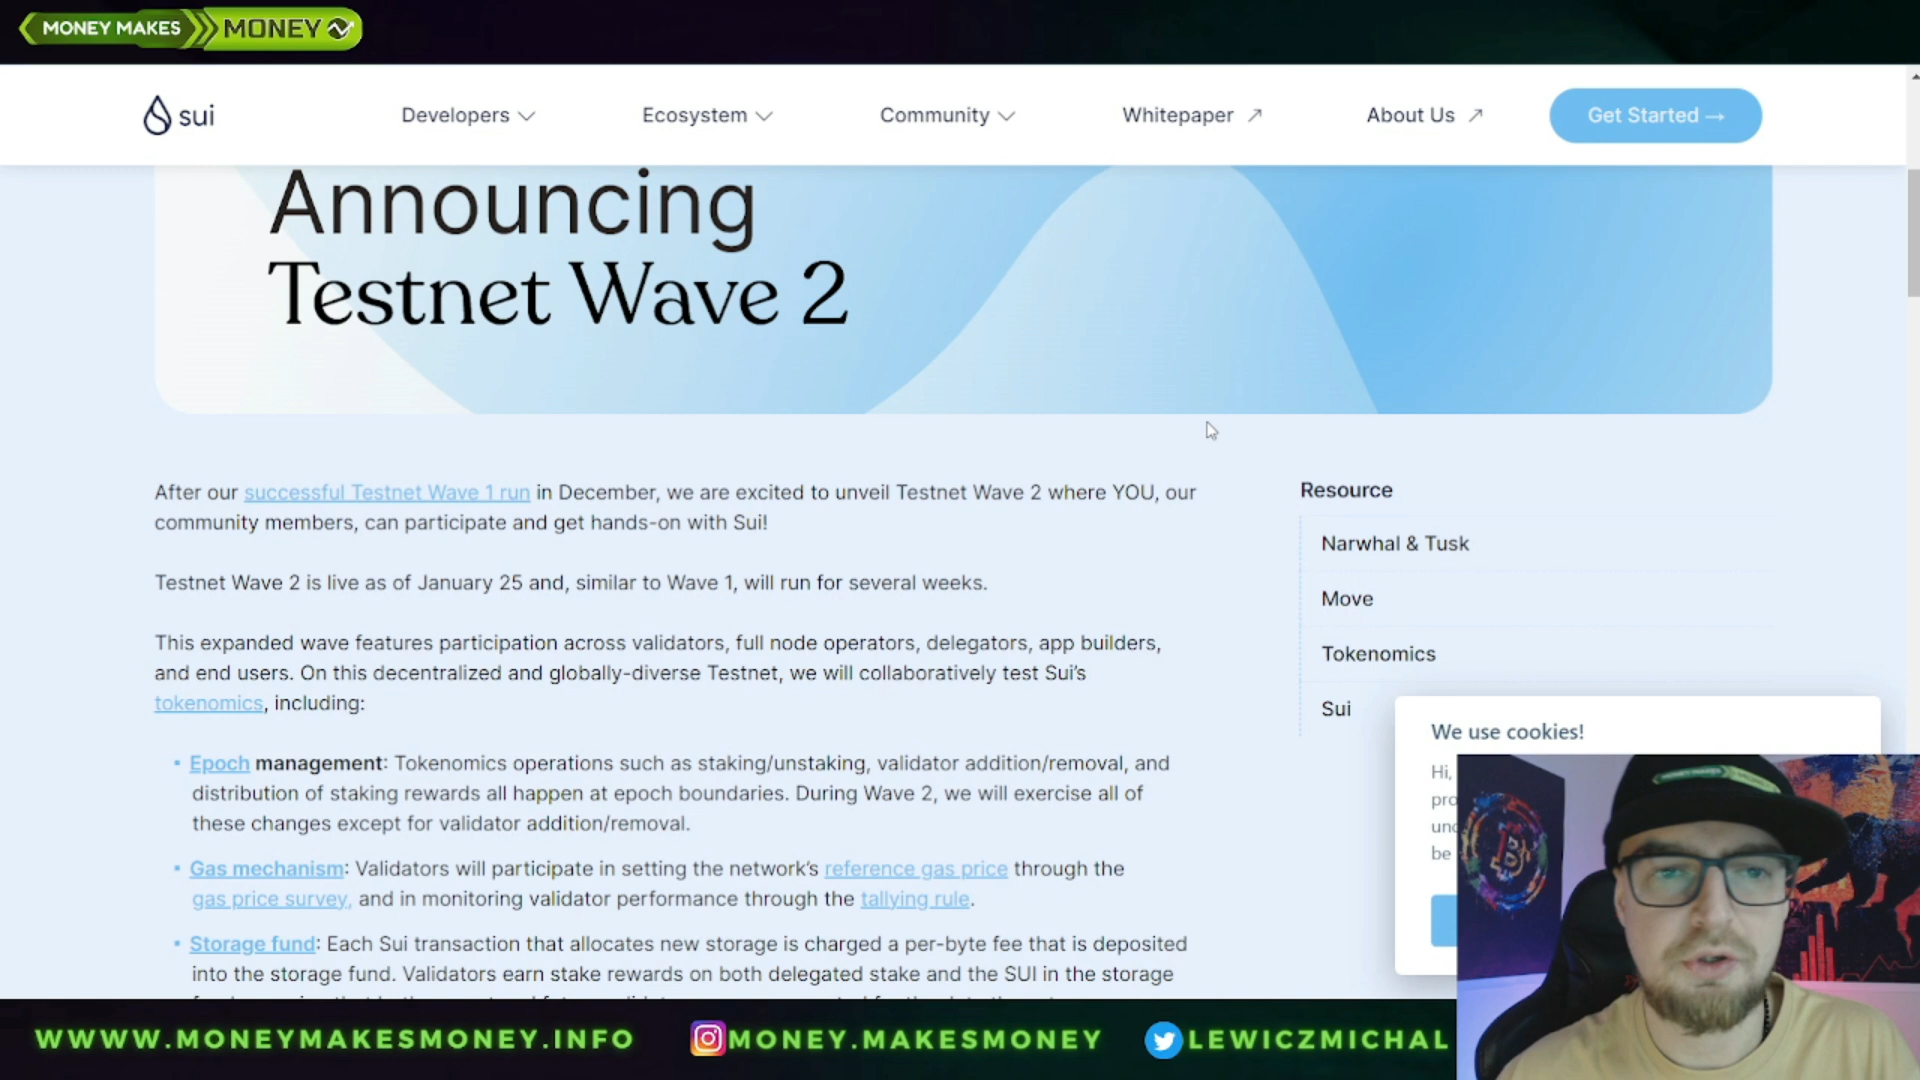 MONEY MAKES MONEY
sui
Developers
Ecosystem
Community
Whitepaper ↗
About Us ↗
Get Started →
Announcing
Testnet Wave 2
After our successful Testnet Wave 1 run in December, we are excited to unveil Testnet Wave 2 where YOU, our
community members, can participate and get hands-on with Sui!
Testnet Wave 2 is live as of January 25 and, similar to Wave 1, will run for several weeks.
This expanded wave features participation across validators, full node operators, delegators, app builders,
and end users. On this decentralized and globally-diverse Testnet, we will collaboratively test Sui's
tokenomics, including:
• Epoch management: Tokenomics operations such as staking/unstaking, validator addition/removal, and
distribution of staking rewards all happen at epoch boundaries. During Wave 2, we will exercise all of
these changes except for validator addition/removal.
• Gas mechanism: Validators will participate in setting the network's reference gas price through the
gas price survey, and in monitoring validator performance through the tallying rule.
• Storage fund: Each Sui transaction that allocates new storage is charged a per-byte fee that is deposited
into the storage fund. Validators earn stake rewards on both delegated stake and the SUI in the storage
Resource
Narwhal & Tusk
Move
Tokenomics
Sui
We use cookies!
Hi,
pro
und
be
WWWW.MONEYMAKESMONEY.INFO
MONEY.MAKESMONEY
LEWICZMICHAL